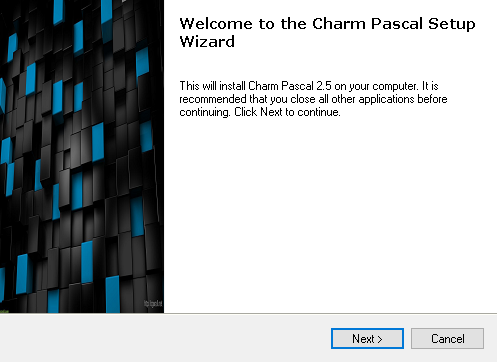 Welcome to the Charm Pascal Setup
Wizard
This will install Charm Pascal 2.5 on your computer. It is
recommended that you close all other applications before
continuing. Click Next to continue.
Next >
Cancel